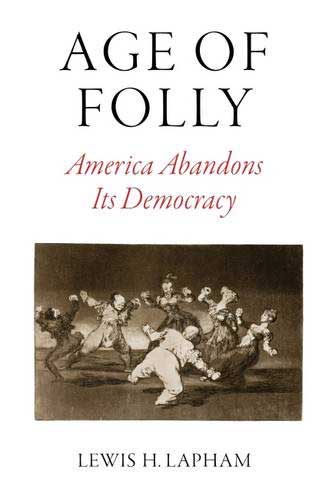 AGE OF
FOLLY
America Abandons
Its Democracy
LEWIS H. LAPHAM